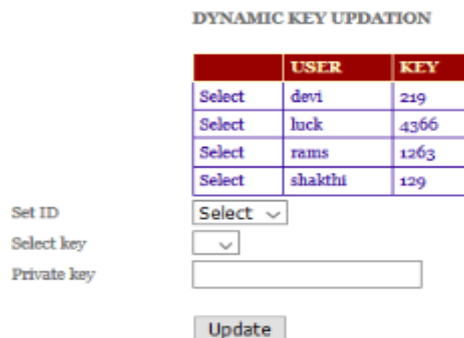 DYNAMIC KEY UPDATION
USER KEY
Select devi 219
Select luck 4366
Select rams 1263
Select shakthi 129
Set ID Select
Select key
Private key
Update